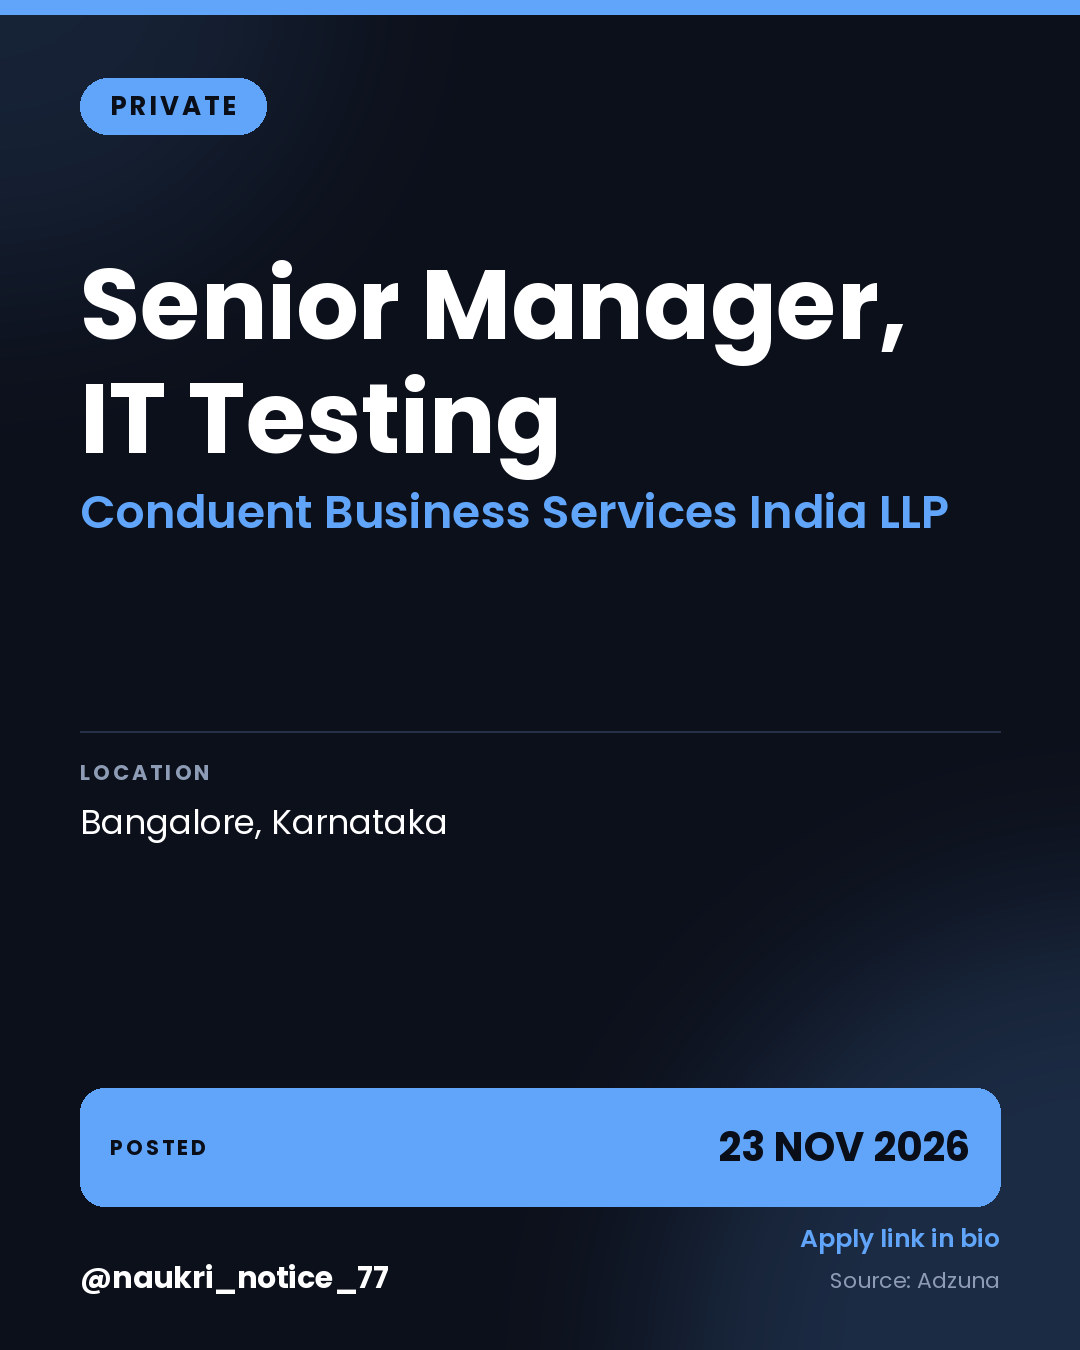 PRIVATE
Senior Manager,
IT Testing
Conduent Business Services India LLP
LOCATION
Bangalore, Karnataka
POSTED
23 NOV 2026
Apply link in bio
@naukri_notice_77
Source: Adzuna